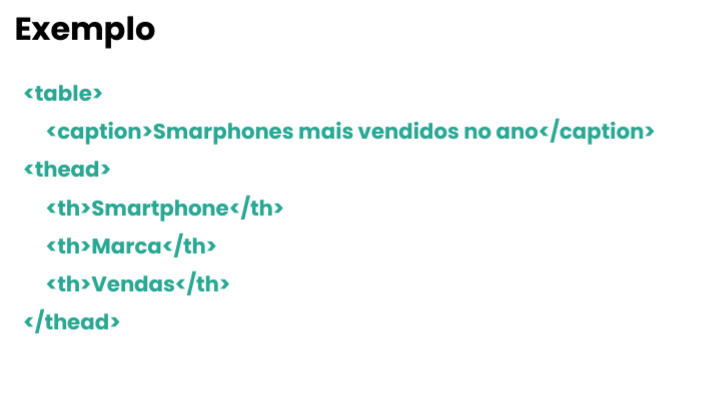 Exemplo
<table>
<caption>Smarphones mais vendidos no ano</caption>
<thead>
<th>Smartphone</th>
<th>Marca</th>
<th>Vendas</th>
</thead>